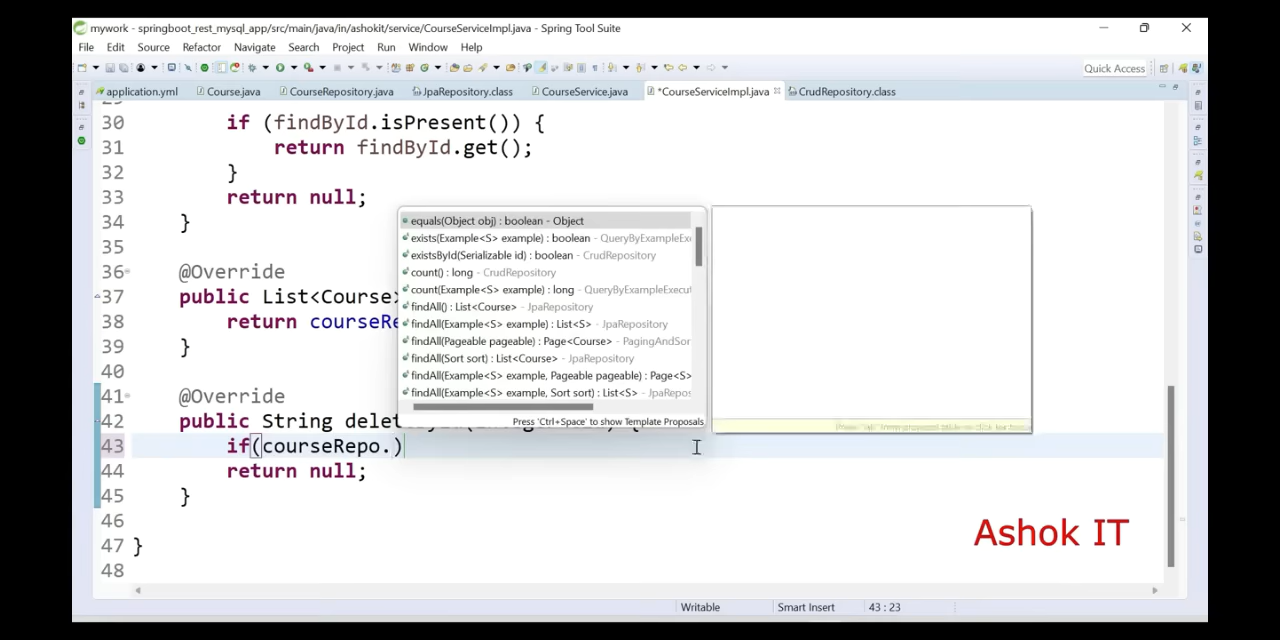 mywork - springboot_rest_mysql_app/src/main/java/in/ashokit/service/CourseServiceImpl.java - Spring Tool Suite
File Edit Source Refactor Navigate Search Project Run Window Help
Quick Access
application.yml Course.java CourseRepository.java JpaRepository.class CourseService.java *CourseServiceImpl.java CrudRepository.class
30 if (findById.isPresent()) {
31 return findById.get();
32 }
33 return null;
34 }
35
36 @Override
37 public List<Course>
38 return courseRe
39 }
40
41 @Override
42 public String delet
43 if(courseRepo.)
44 return null;
45 }
46
47 }
48
equals(Object obj) : boolean - Object
exists(Example<S> example) : boolean - QueryByExampleExe
existsById(Serializable id) : boolean - CrudRepository
count() : long - CrudRepository
count(Example<S> example) : long - QueryByExampleExecut
findAll() : List<Course> - JpaRepository
findAll(Example<S> example) : List<S> - JpaRepository
findAll(Pageable pageable) : Page<Course> - PagingAndSor
findAll(Sort sort) : List<Course> - JpaRepository
findAll(Example<S> example, Pageable pageable) : Page<S>
findAll(Example<S> example, Sort sort) : List<S> - JpaRepos
Press 'Ctrl+Space' to show Template Proposals
Ashok IT
Writable Smart Insert 43 : 23